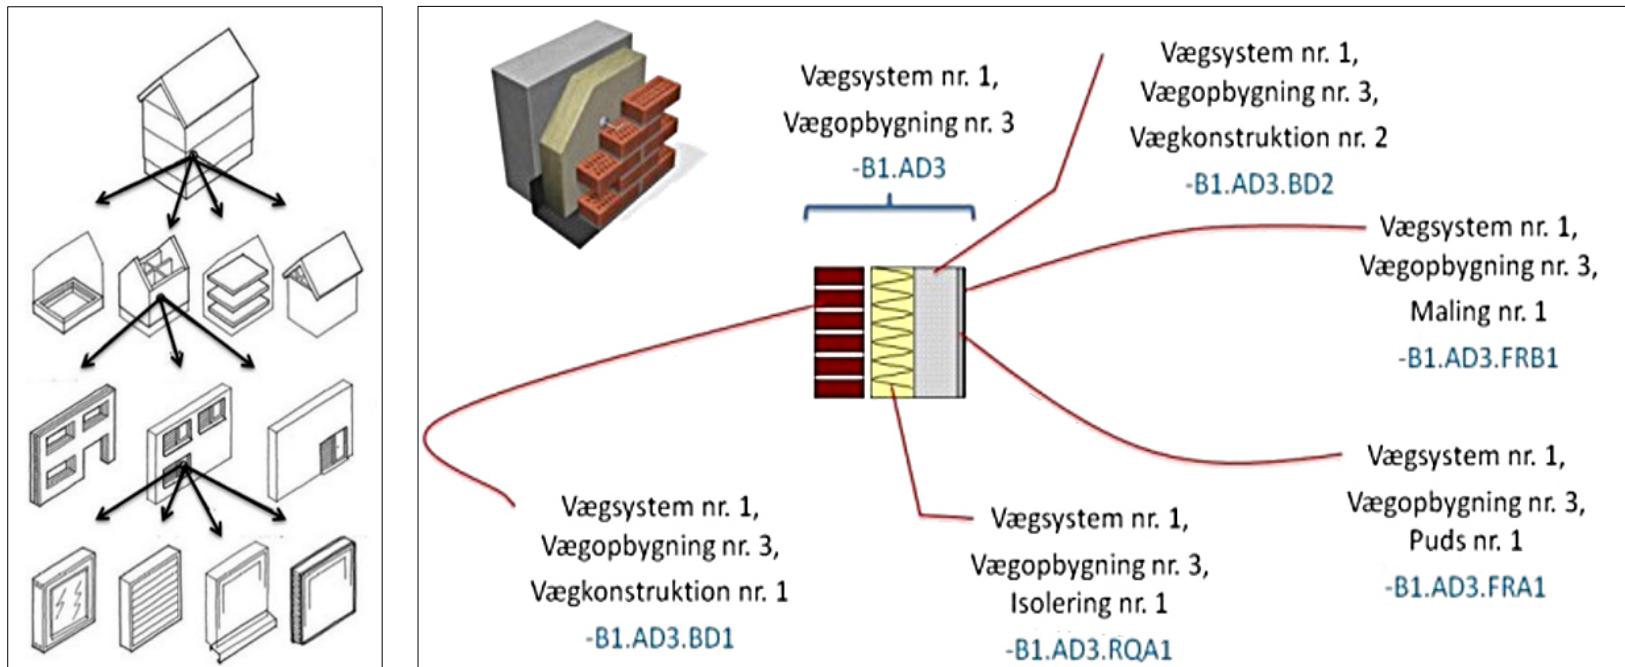 Vægsystem nr. 1,
Vægopbygning nr. 3
-B1.AD3
Vægsystem nr. 1,
Vægopbygning nr. 3,
Vægkonstruktion nr. 2
-B1.AD3.BD2
Vægsystem nr. 1,
Vægopbygning nr. 3,
Maling nr. 1
-B1.AD3.FRB1
Vægsystem nr. 1,
Vægopbygning nr. 3,
Puds nr. 1
-B1.AD3.FRA1
Vægsystem nr. 1,
Vægopbygning nr. 3,
Isolering nr. 1
-B1.AD3.RQA1
Vægsystem nr. 1,
Vægopbygning nr. 3,
Vægkonstruktion nr. 1
-B1.AD3.BD1